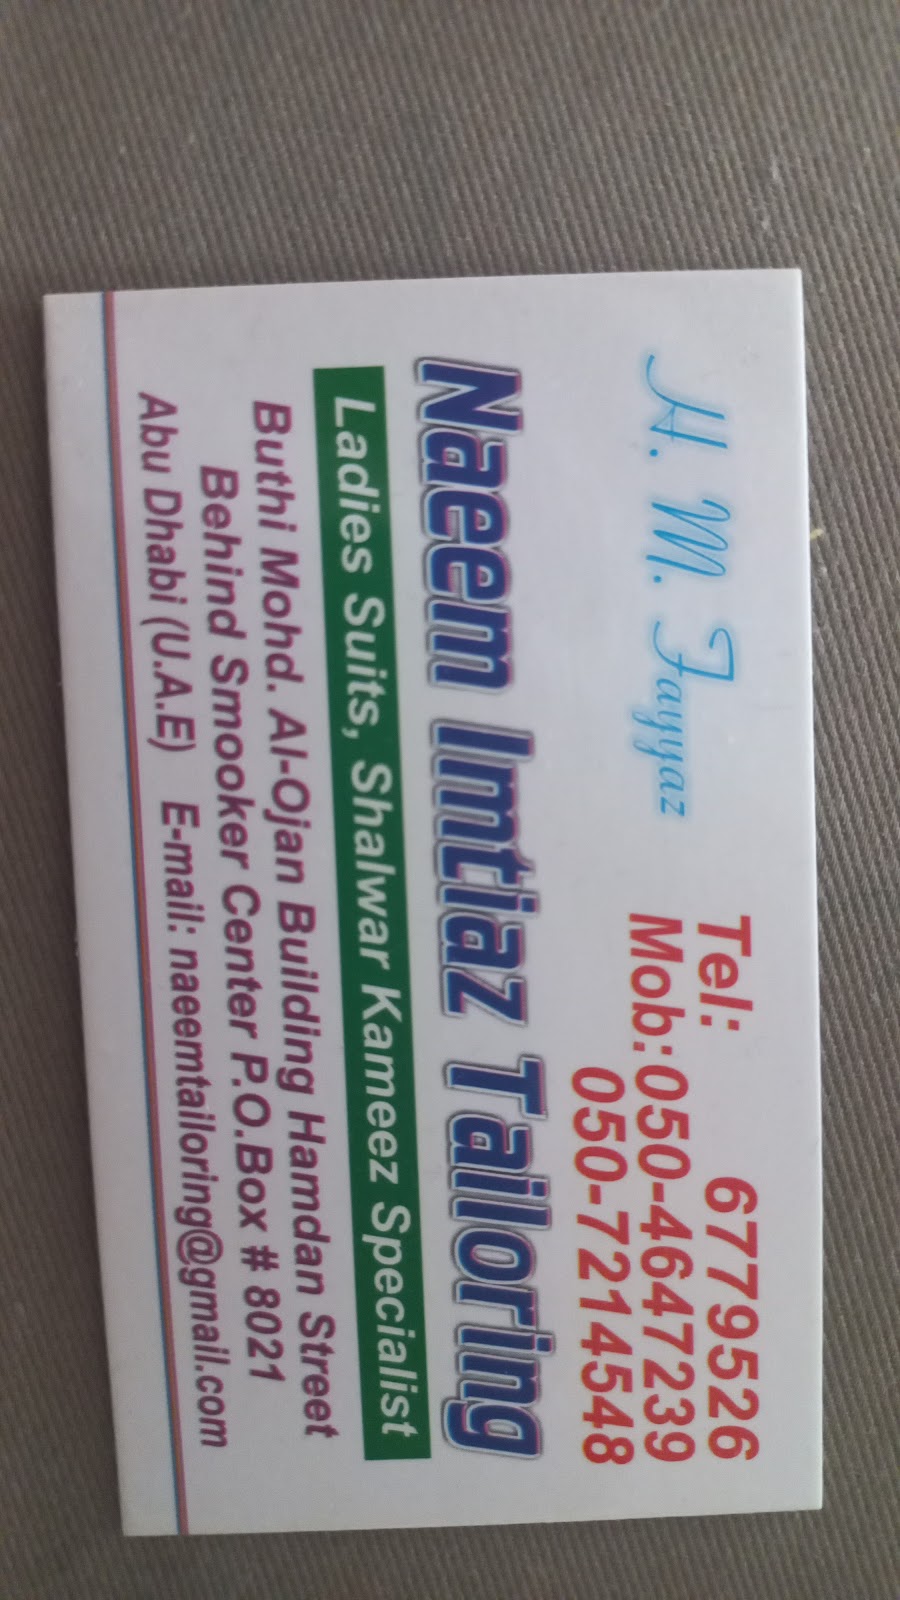 H. M. Fayyaz
Tel: 6779526
Mob: 050-4647239
050-7214548
Naeem Imtiaz Tailoring
Ladies Suits, Shalwar Kameez Specialist
Buthi Mohd. Al-Ojan Building Hamdan Street
Behind Smooker Center P.O.Box # 8021
Abu Dhabi (U.A.E) E-mail: naeemtailoring@gmail.com